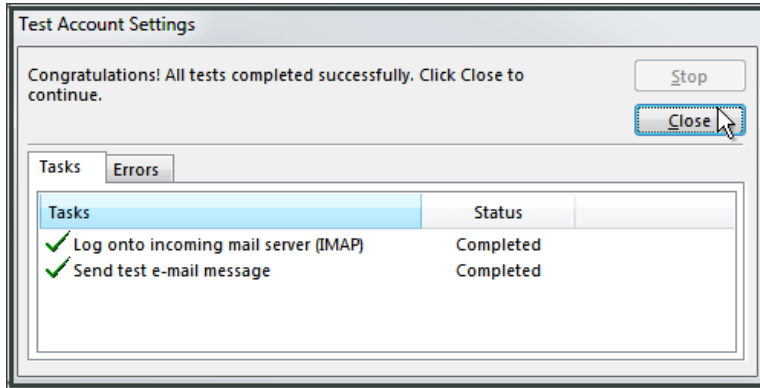 Test Account Settings
Congratulations! All tests completed successfully. Click Close to
continue.
Stop
Close
Tasks Errors
Tasks Status
Log onto incoming mail server (IMAP) Completed
Send test e-mail message Completed